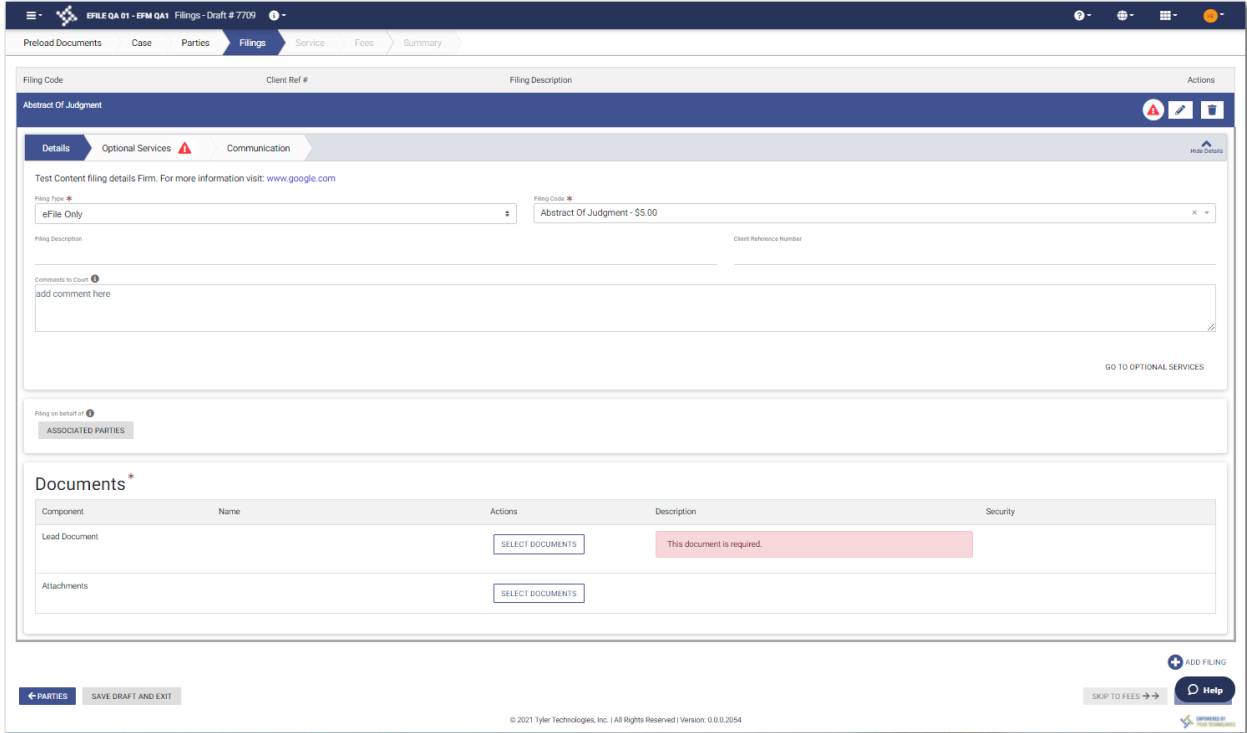 EFILE QA 01 - EFM QA1 Filings - Draft # 7709
Preload Documents Case Parties Filings Service Fees Summary
Filing Code Client Ref # Filing Description Actions
Abstract Of Judgment
Details Optional Services Communication Hide Details
Test Content filing details Firm. For more information visit: www.google.com
Filing Type * Filing Code *
eFile Only Abstract Of Judgment - $5.00
Filing Description Client Reference Number
Comments to Court
add comment here
GO TO OPTIONAL SERVICES
Filing on behalf of
ASSOCIATED PARTIES
Documents *
Component Name Actions Description Security
Lead Document SELECT DOCUMENTS This document is required.
Attachments SELECT DOCUMENTS
ADD FILING
PARTIES SAVE DRAFT AND EXIT SKIP TO FEES Help
© 2021 Tyler Technologies, Inc. | All Rights Reserved | Version: 0.0.0.2054
EMPOWERED BY
TYLER TECHNOLOGIES